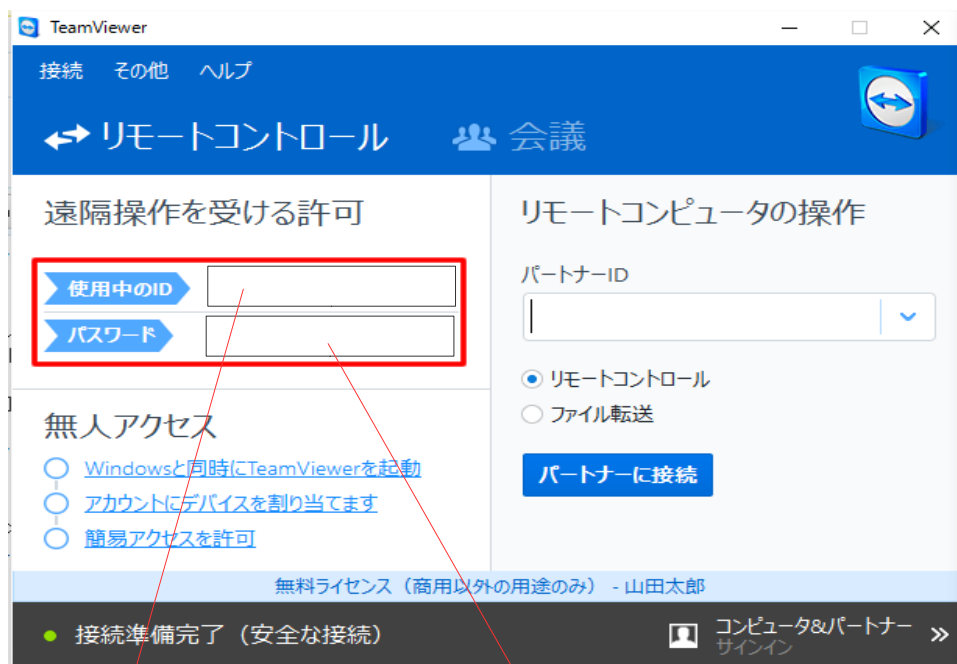 TeamViewer
接続 その他 ヘルプ
リモートコントロール 会議
遠隔操作を受ける許可
使用中のID
パスワード
無人アクセス
Windowsと同時にTeamViewerを起動
アカウントにデバイスを割り当てます
簡易アクセスを許可
リモートコンピュータの操作
パートナーID
リモートコントロール
ファイル転送
パートナーに接続
無料ライセンス（商用以外の用途のみ） - 山田太郎
接続準備完了（安全な接続）
コンピュータ&パートナー
サインイン